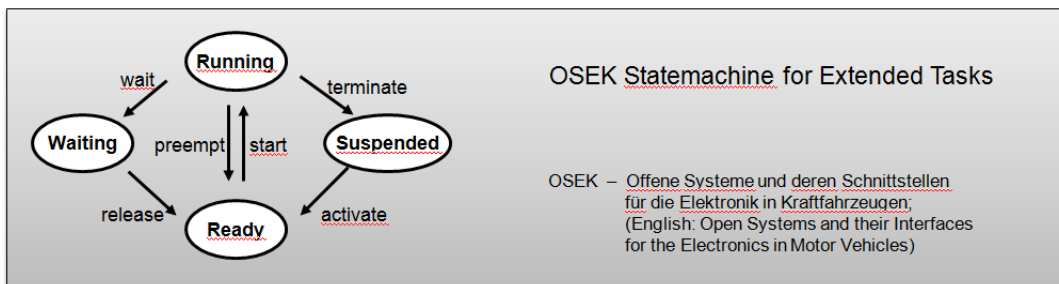 Running
wait
terminate
Waiting
preempt
start
Suspended
release
activate
Ready
OSEK Statemachine for Extended Tasks
OSEK – Offene Systeme und deren Schnittstellen
für die Elektronik in Kraftfahrzeugen;
(English: Open Systems and their Interfaces
for the Electronics in Motor Vehicles)